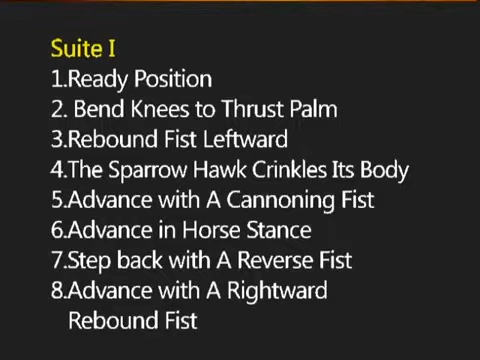 Suite I
1.Ready Position
2. Bend Knees to Thrust Palm
3.Rebound Fist Leftward
4.The Sparrow Hawk Crinkles Its Body
5.Advance with A Cannoning Fist
6.Advance in Horse Stance
7.Step back with A Reverse Fist
8.Advance with A Rightward
Rebound Fist